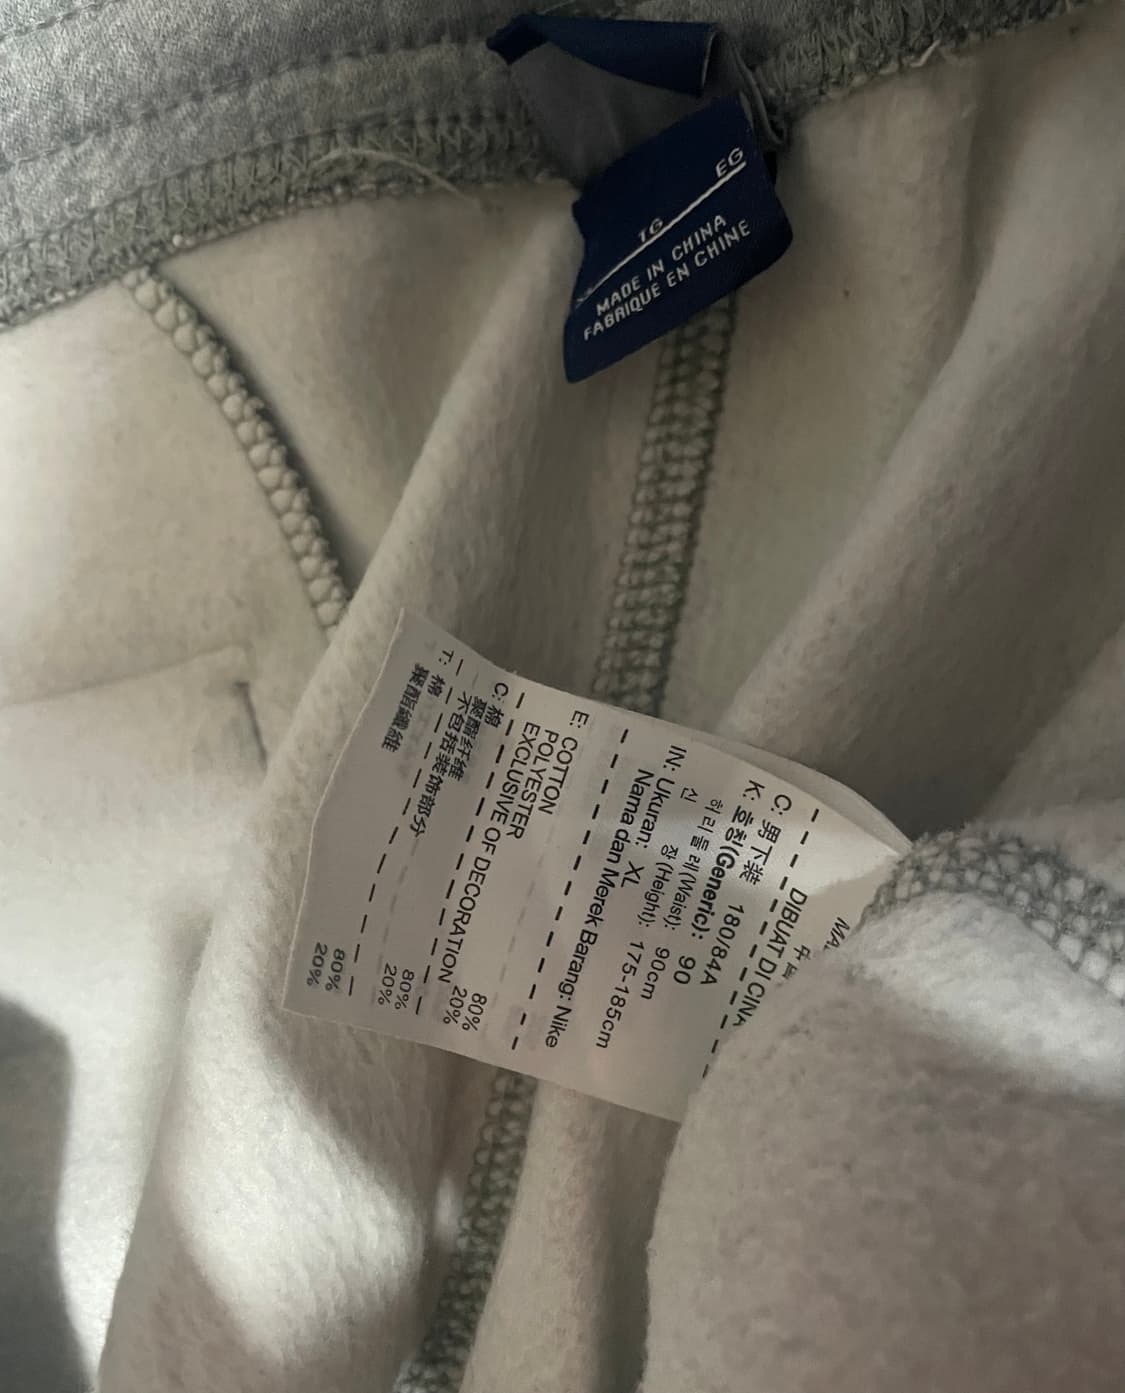 EG
TG
MADE IN CHINA
FABRIQUE EN CHINE
DIBUAT DI CINA
C: 男下装 180/84A
K: 호칭(Generic): 90
허리둘레(Waist): 90cm
신 장(Height): 175-185cm
IN: Ukuran: XL
Nama dan Merek Barang: Nike
E: COTTON 80%
POLYESTER 20%
EXCLUSIVE OF DECORATION
C: 棉 80%
聚酯纤维 20%
不包括装饰部分
T: 棉 80%
聚酯纖維 20%